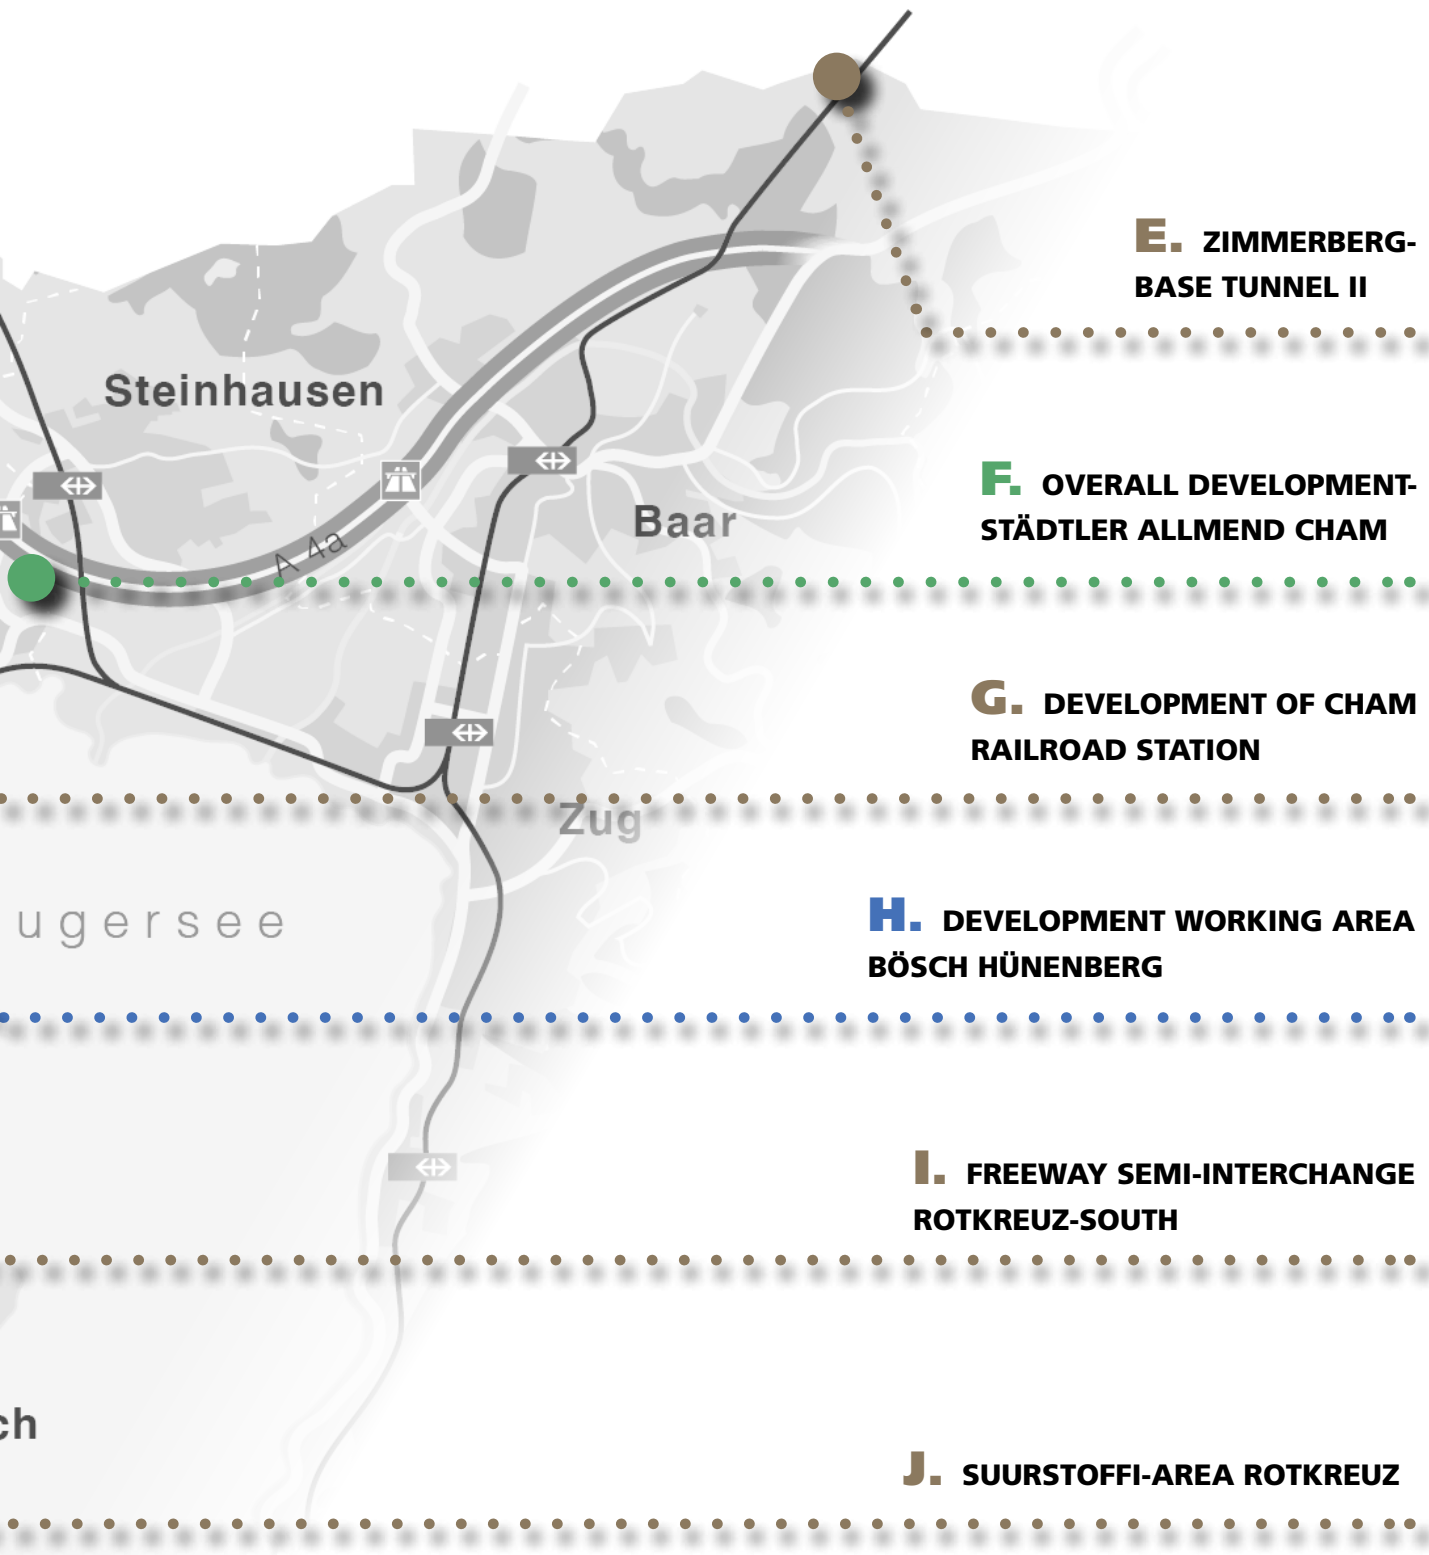 E. ZIMMERBERG-
BASE TUNNEL II
Steinhausen
F. OVERALL DEVELOPMENT-
STÄDTLER ALLMEND CHAM
Baar
A 4a
G. DEVELOPMENT OF CHAM
RAILROAD STATION
Zug
ugersee
H. DEVELOPMENT WORKING AREA
BÖSCH HÜNENBERG
I. FREEWAY SEMI-INTERCHANGE
ROTKREUZ-SOUTH
ch
J. SUURSTOFFI-AREA ROTKREUZ